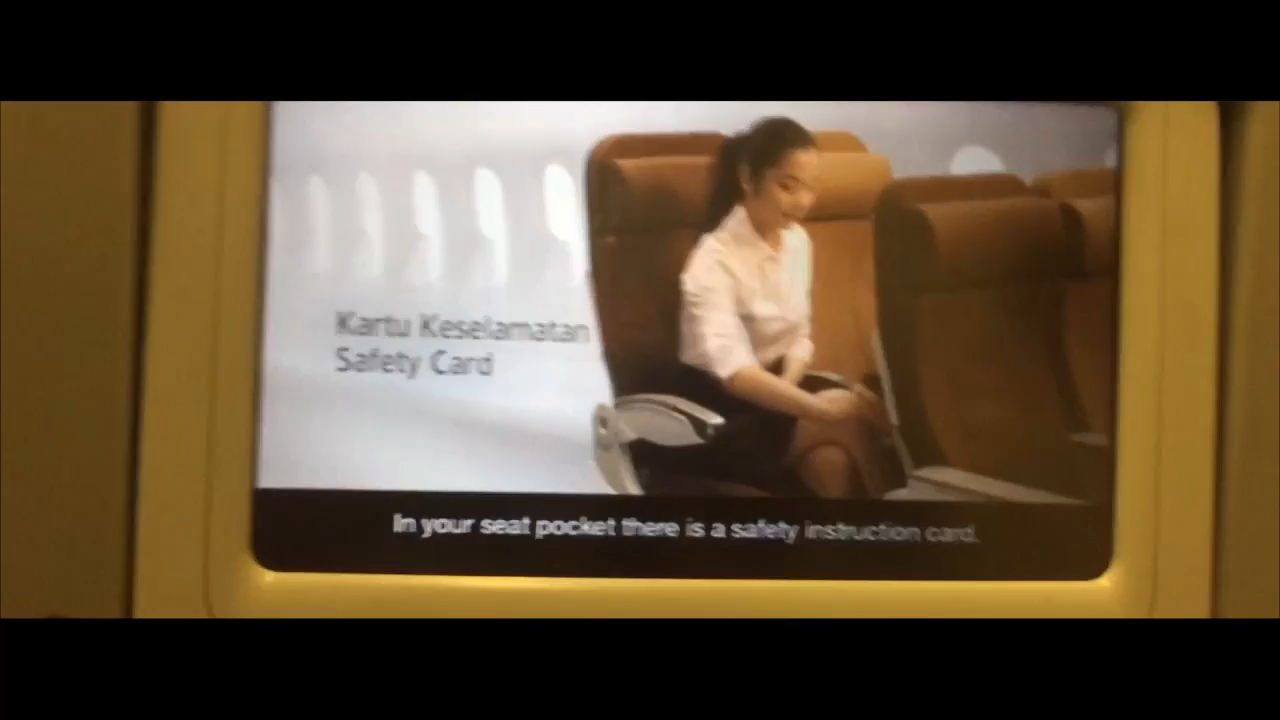 Kartu Keselamatan
Safety Card
In your seat pocket there is a safety instruction card.